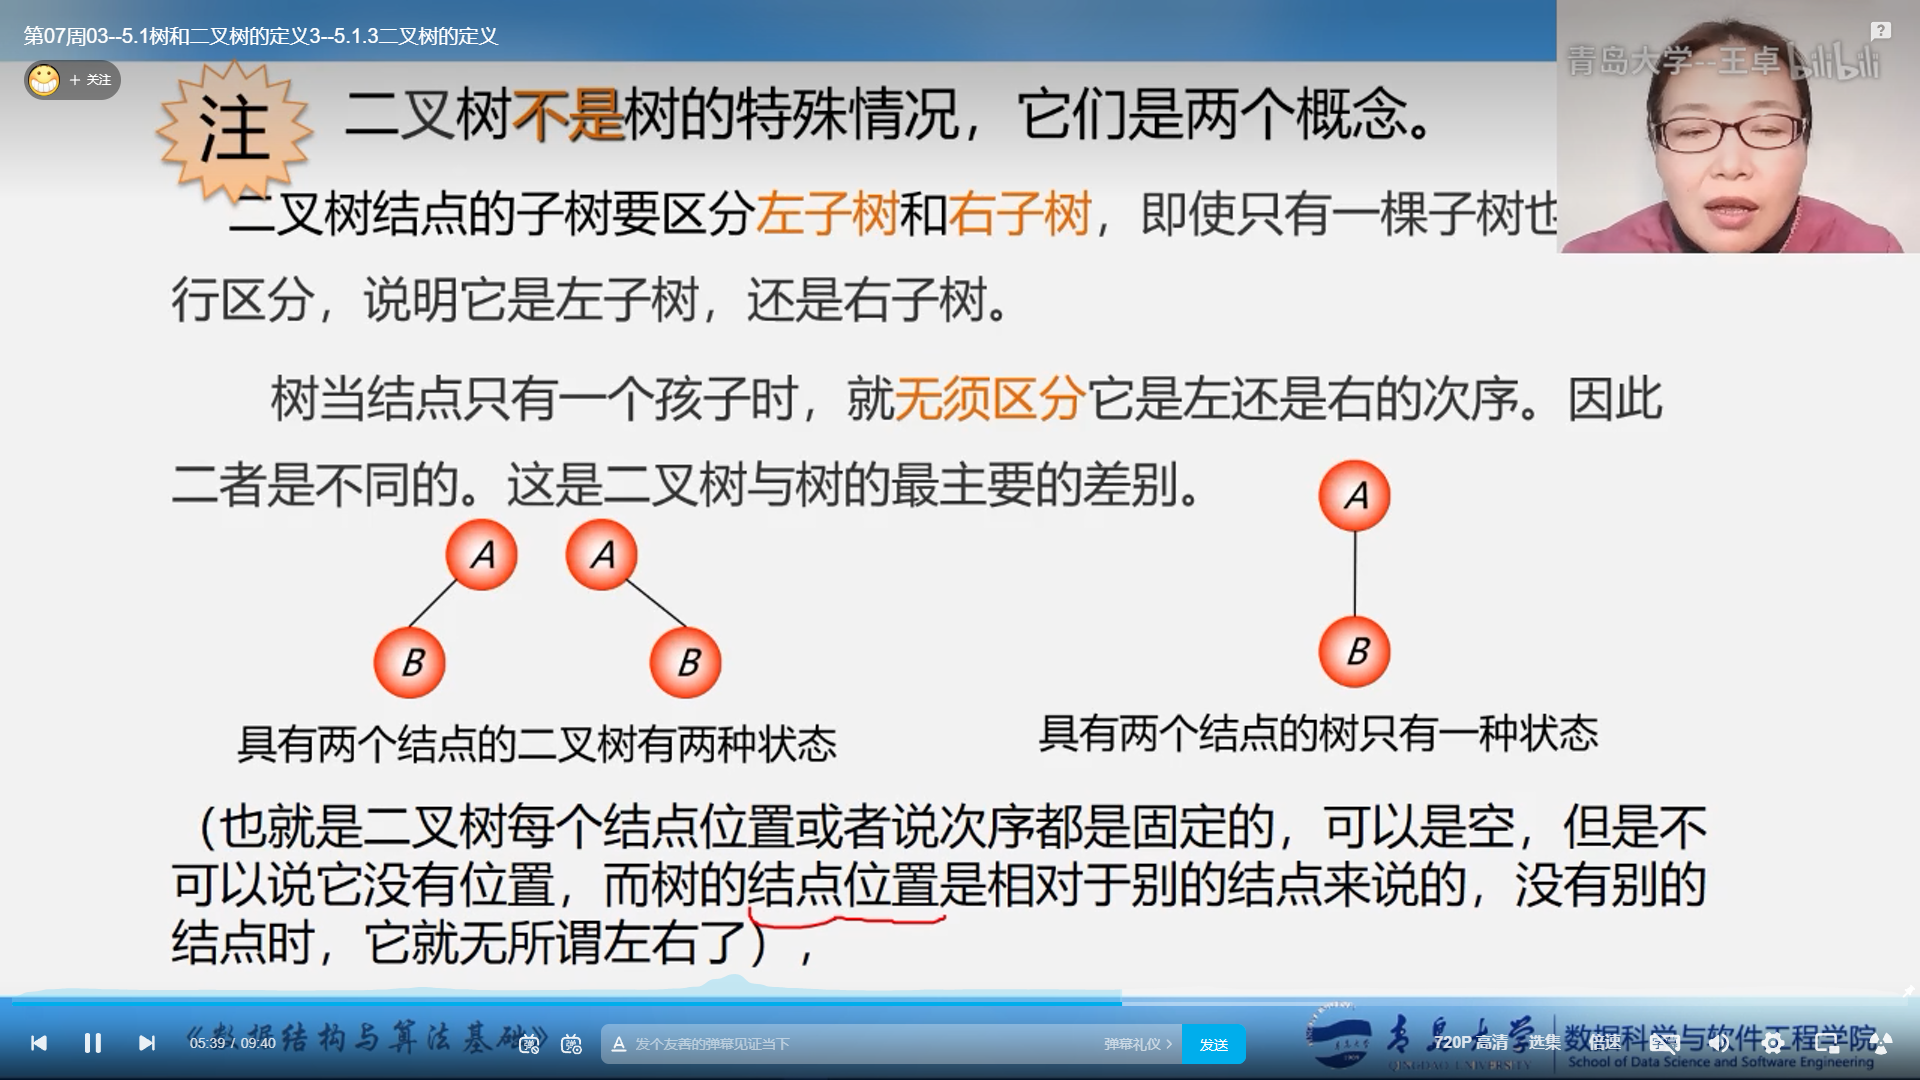 第07周03--5.1树和二叉树的定义3--5.1.3二叉树的定义
+ 关注
青岛大学--王卓 bilibili
注
二叉树不是树的特殊情况，它们是两个概念。
二叉树结点的子树要区分左子树和右子树，即使只有一棵子树也
行区分，说明它是左子树，还是右子树。
树当结点只有一个孩子时，就无须区分它是左还是右的次序。因此
二者是不同的。这是二叉树与树的最主要的差别。
A A A
B B B
具有两个结点的二叉树有两种状态
具有两个结点的树只有一种状态
（也就是二叉树每个结点位置或者说次序都是固定的，可以是空，但是不
可以说它没有位置，而树的结点位置是相对于别的结点来说的，没有别的
结点时，它就无所谓左右了），
《数据结构与算法基础》
05:39 / 09:40
A 发个友善的弹幕见证当下
弹幕礼仪 >
发送
青岛大学
QINGDAO UNIVERSITY
数据科学与软件工程学院
School of Data Science and Software Engineering
720P 高清 选集 倍速